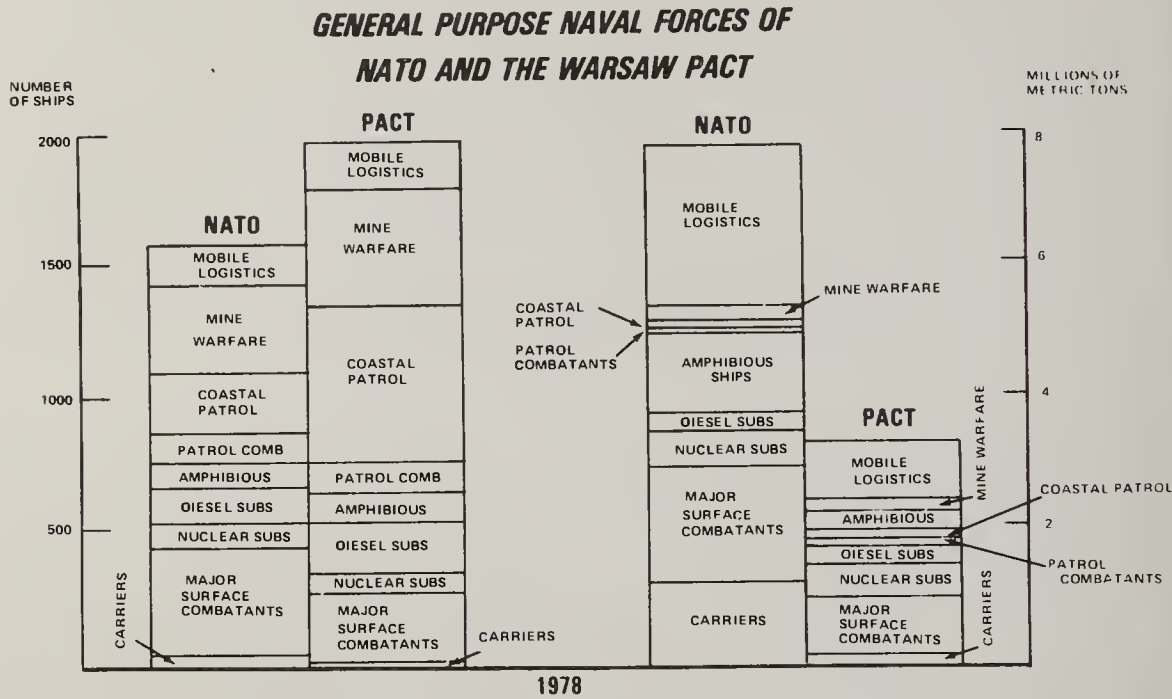 GENERAL PURPOSE NAVAL FORCES OF
NATO AND THE WARSAW PACT
NUMBER
OF SHIPS
MILLIONS OF
METRIC TONS
2000
1500
1000
500
8
6
4
2
NATO
MOBILE
LOGISTICS
MINE
WARFARE
COASTAL
PATROL
PATROL COMB
AMPHIBIOUS
OIESEL SUBS
NUCLEAR SUBS
MAJOR
SURFACE
COMBATANTS
CARRIERS
PACT
MOBILE
LOGISTICS
MINE
WARFARE
COASTAL
PATROL
PATROL COMB
AMPHIBIOUS
OIESEL SUBS
NUCLEAR SUBS
MAJOR
SURFACE
COMBATANTS
CARRIERS
NATO
MOBILE
LOGISTICS
MINE WARFARE
COASTAL
PATROL
PATROL
COMBATANTS
AMPHIBIOUS
SHIPS
OIESEL SUBS
NUCLEAR SUBS
MAJOR
SURFACE
COMBATANTS
CARRIERS
PACT
MOBILE
LOGISTICS
MINE WARFARE
AMPHIBIOUS
COASTAL PATROL
PATROL
COMBATANTS
OIESEL SUBS
NUCLEAR SUBS
MAJOR
SURFACE
COMBATANTS
CARRIERS
1978